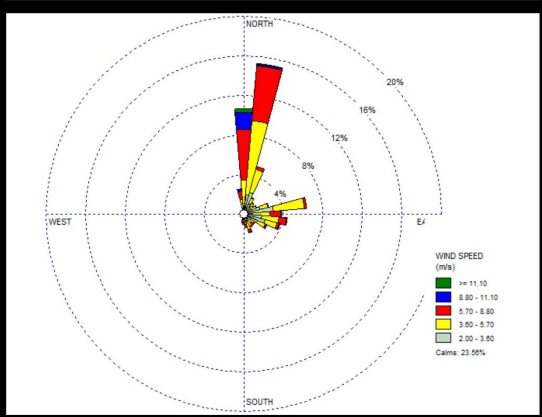 NORTH
20%
16%
12%
8%
4%
WEST
WIND SPEED
(m/s)
>= 11.10
8.80 - 11.10
5.70 - 8.80
3.60 - 5.70
2.00 - 3.60
Calms: 23.56%
SOUTH